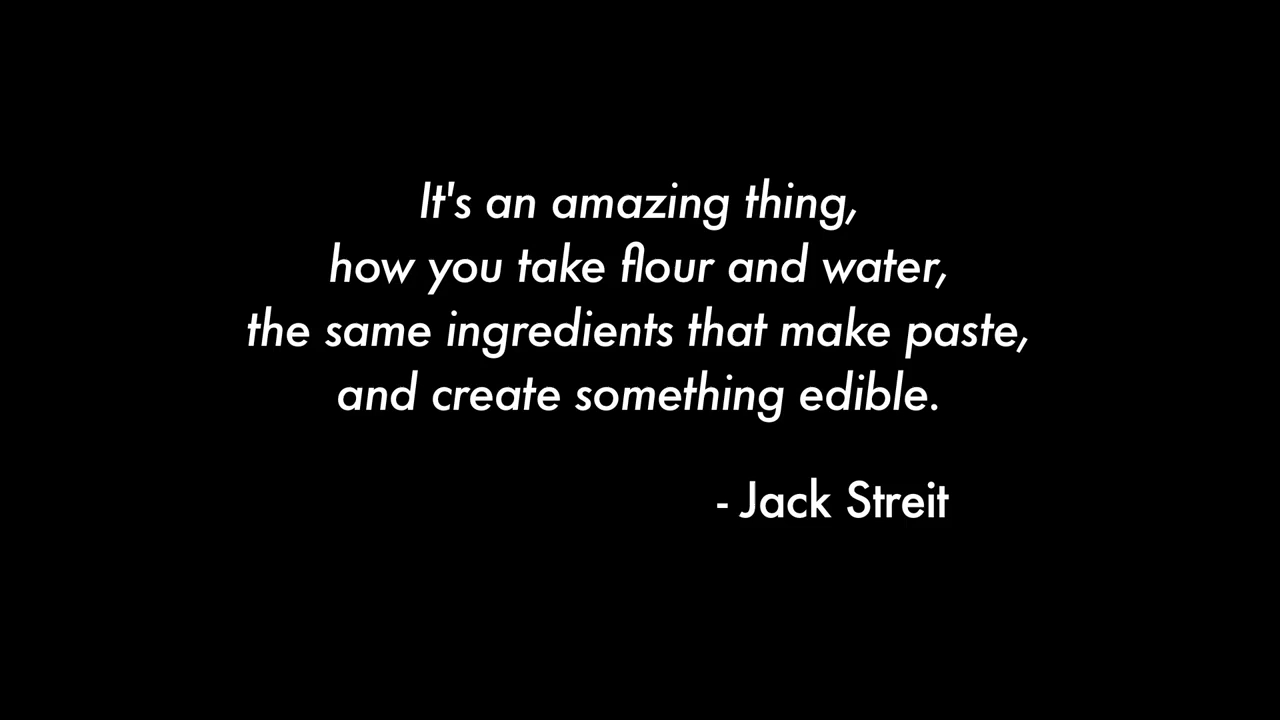 It's an amazing thing,
how you take flour and water,
the same ingredients that make paste,
and create something edible.
- Jack Streit